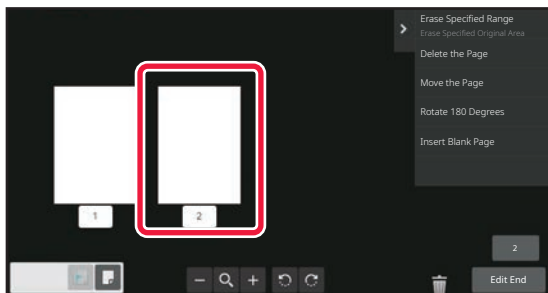 Erase Specified Range
Erase Specified Original Area
Delete the Page
Move the Page
Rotate 180 Degrees
Insert Blank Page
1
2
2
Edit End